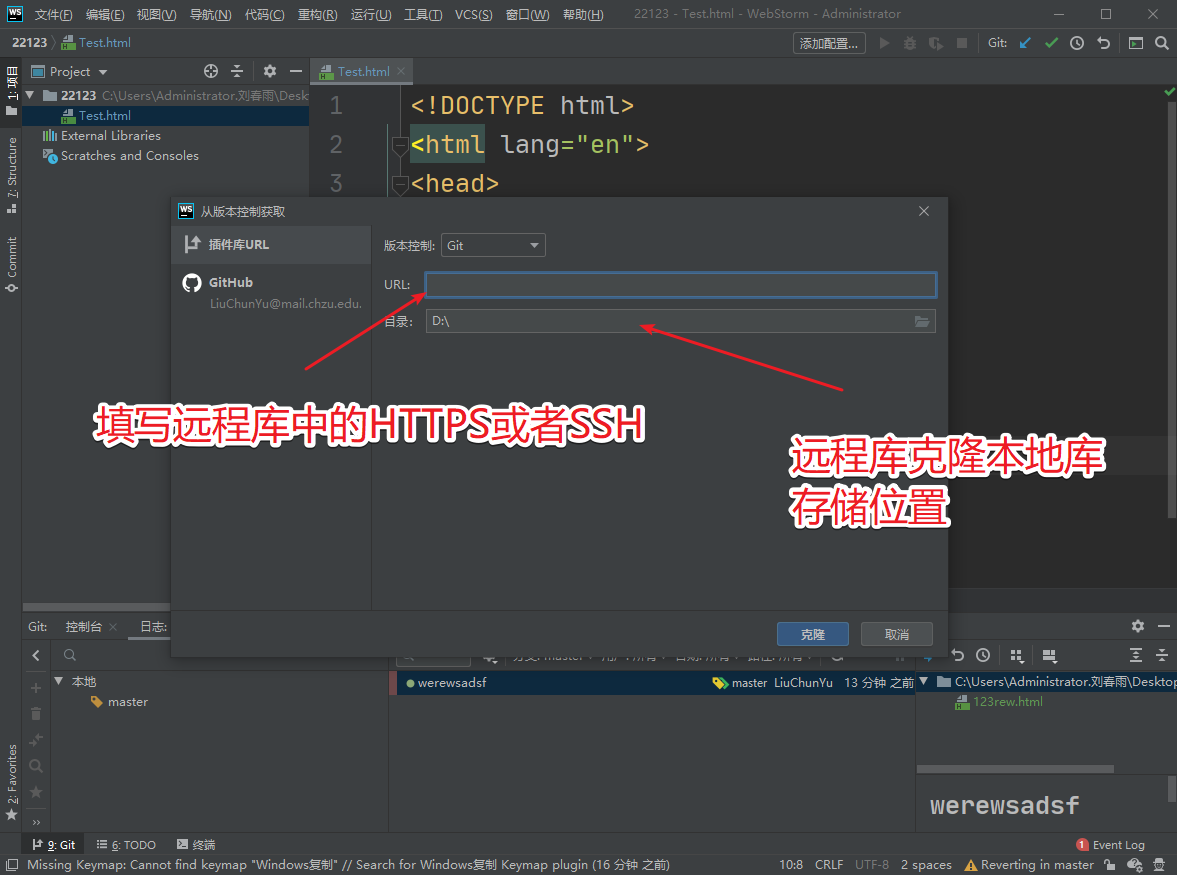 WS 文件(F) 编辑(E) 视图(V) 导航(N) 代码(C) 重构(R) 运行(U) 工具(T) VCS(S) 窗口(W) 帮助(H) 22123 - Test.html - WebStorm - Administrator
22123 Test.html 添加配置... Git:
1: 项目
Project
Test.html
22123 C:\Users\Administrator.刘春雨\Desk
Test.html
External Libraries
Scratches and Consoles
7: Structure
Commit
1 <!DOCTYPE html>
2 <html lang="en">
3 <head>
WS 从版本控制获取
插件库URL
GitHub
LiuChunYu@mail.chzu.edu.
版本控制: Git
URL:
目录: D:\
填写远程库中的HTTPS或者SSH
远程库克隆本地库
存储位置
克隆 取消
Git: 控制台 日志:
本地
master
werewsadsf master LiuChunYu 13 分钟 之前
C:\Users\Administrator.刘春雨\Desktop
123rew.html
werewsadsf
2: Favorites
9: Git 6: TODO 终端 1 Event Log
Missing Keymap: Cannot find keymap "Windows复制" // Search for Windows复制 Keymap plugin (16 分钟 之前) 10:8 CRLF UTF-8 2 spaces Reverting in master